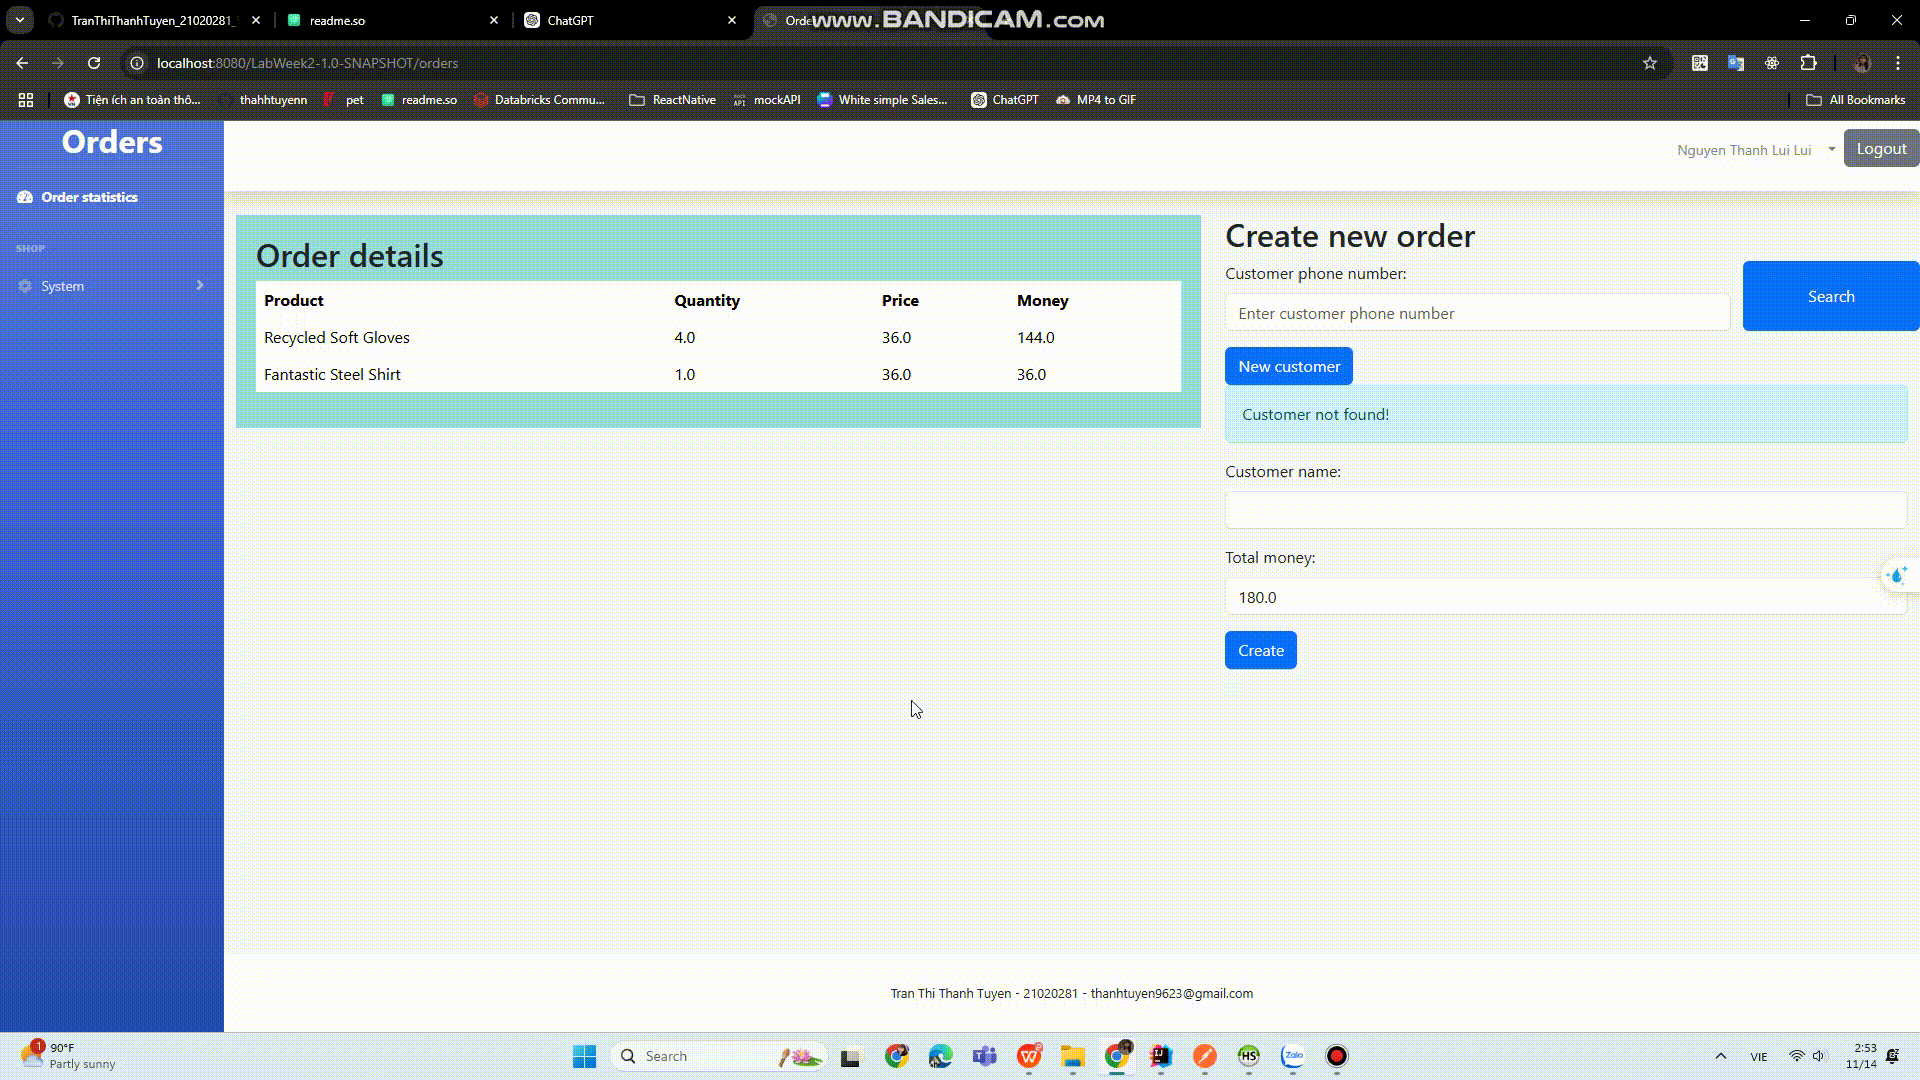 TranThiThanhTuyen_21020281_
readme.so
ChatGPT
Orde
www.BANDICAM.com
localhost:8080/LabWeek2-1.0-SNAPSHOT/orders
Tiện ích an toàn thô...
thahhtuyenn
pet
readme.so
Databricks Commu...
ReactNative
mock API
mockAPI
White simple Sales...
ChatGPT
MP4 to GIF
All Bookmarks
Orders
Nguyen Thanh Lui Lui
Logout
Order statistics
SHOP
System
Order details
Product Quantity Price Money
Recycled Soft Gloves 4.0 36.0 144.0
Fantastic Steel Shirt 1.0 36.0 36.0
Create new order
Customer phone number:
Enter customer phone number
Search
New customer
Customer not found!
Customer name:
Total money:
180.0
Create
Tran Thi Thanh Tuyen - 21020281 - thanhtuyen9623@gmail.com
1
90°F
Partly sunny
Search
HS
Zalo
VIE
2:53
11/14